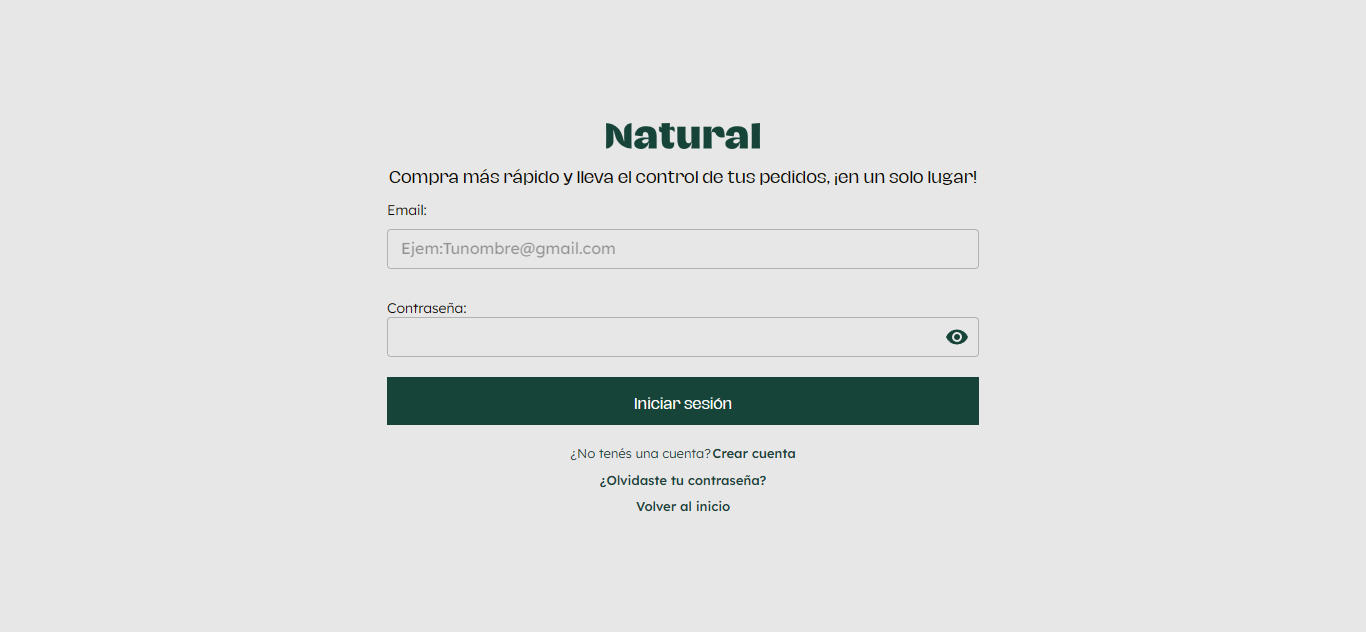 Natural
Compra más rápido y lleva el control de tus pedidos, ¡en un solo lugar!
Email:
Ejem:Tunombre@gmail.com
Contraseña:
Iniciar sesión
¿No tenés una cuenta? Crear cuenta
¿Olvidaste tu contraseña?
Volver al inicio